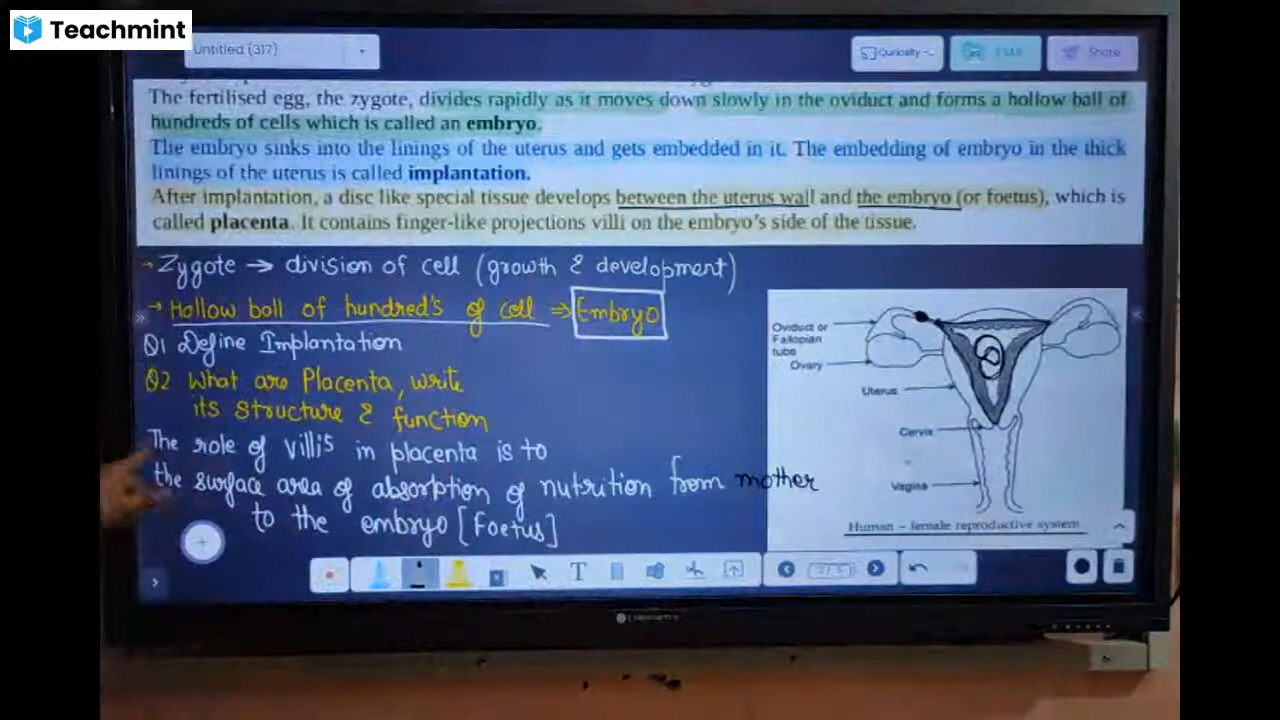 Teachmint
Untitled (317)
Share
The fertilised egg, the zygote, divides rapidly as it moves down slowly in the oviduct and forms a hollow ball of
hundreds of cells which is called an embryo.
The embryo sinks into the linings of the uterus and gets embedded in it. The embedding of embryo in the thick
linings of the uterus is called implantation.
After implantation, a disc like special tissue develops between the uterus wall and the embryo (or foetus), which is
called placenta. It contains finger-like projections villi on the embryo's side of the tissue.
→ Zygote → division of cell (growth & development)
→ Hollow ball of hundred's of cell ⇒ Embryo
Q1 Define Implantation
Q2 What are Placenta, write
its structure & function
The role of villis in placenta is to
the surface area of absorption of nutrition from mother
to the embryo [Foetus]
Oviduct or
Fallopian
tube
Ovary
Uterus
Cervix
Vagina
Human – female reproductive system
T